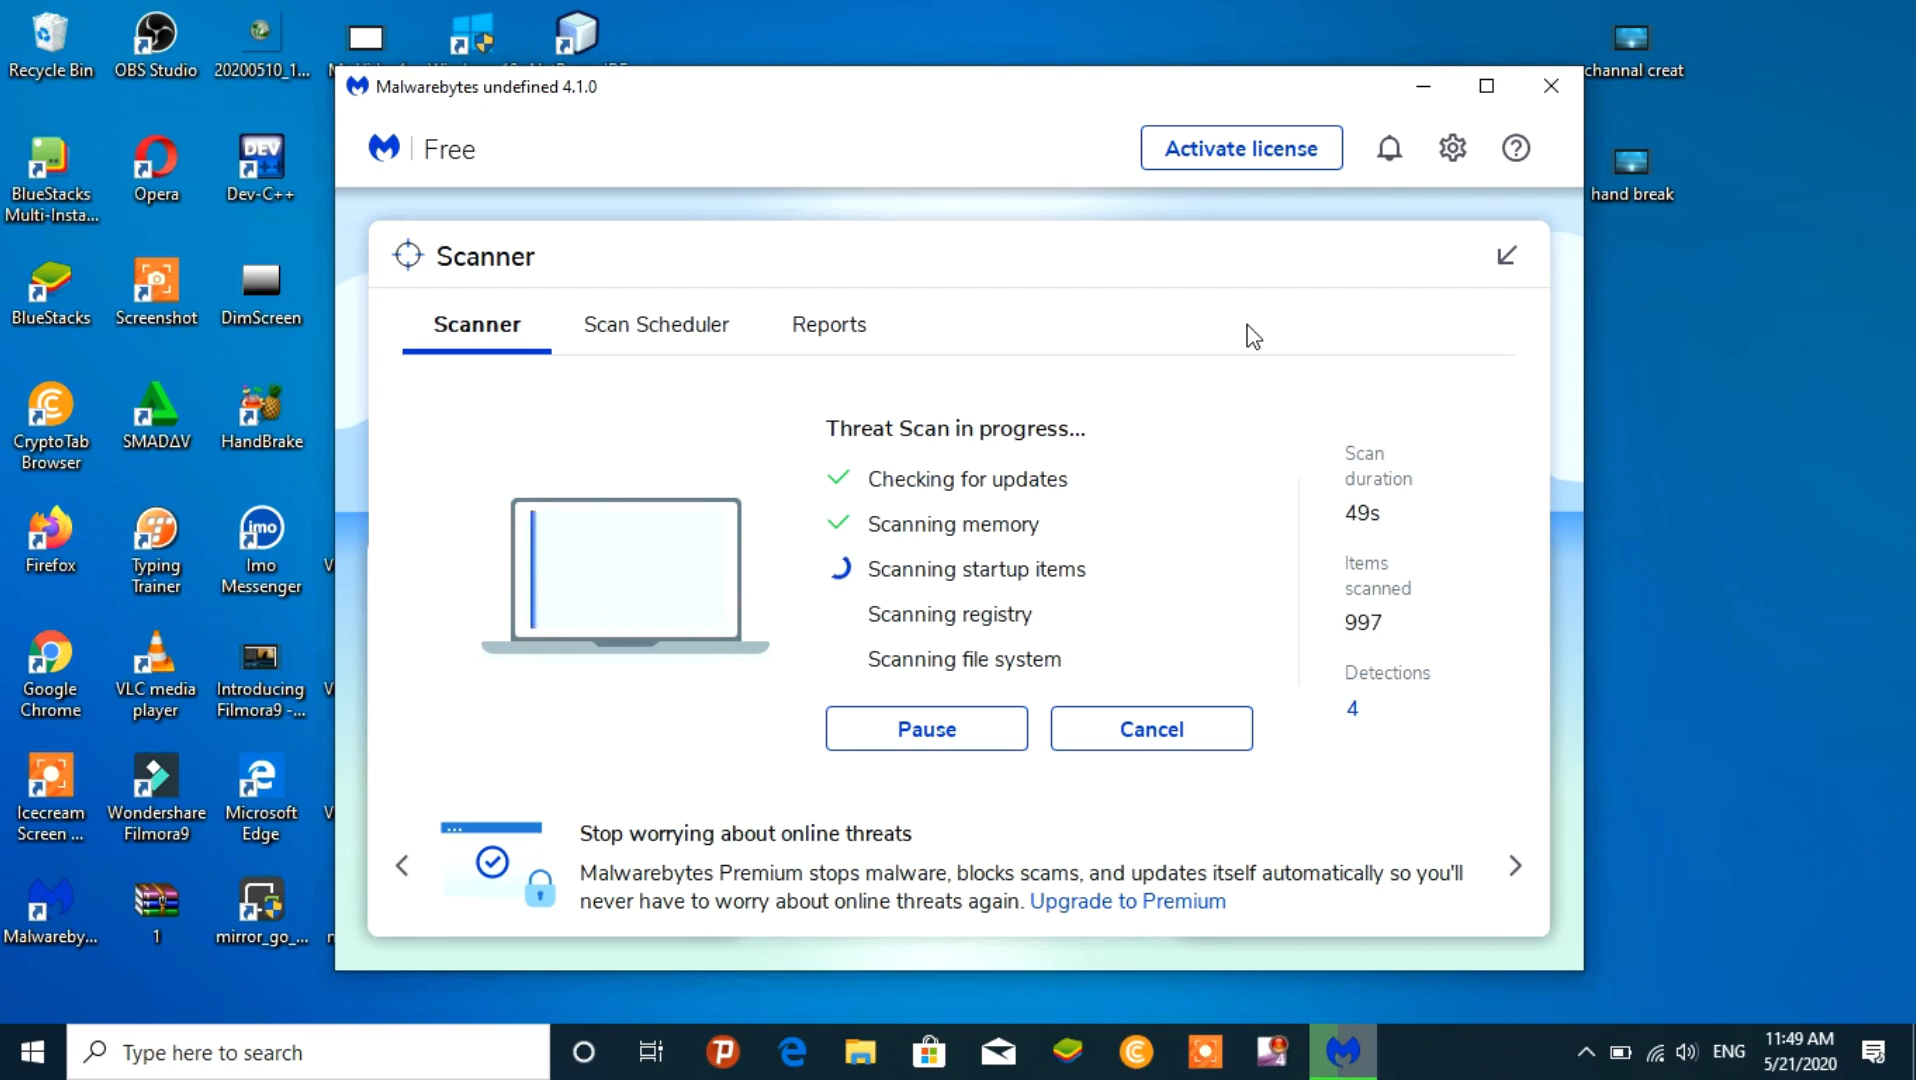 Recycle Bin
OBS Studio
20200510_1...
channal creat
Malwarebytes undefined 4.1.0
Free
Activate license
BlueStacks
Multi-Insta...
Opera
DEV
Dev-C++
hand break
Scanner
BlueStacks
Screenshot
DimScreen
Scanner
Scan Scheduler
Reports
CryptoTab
Browser
SMADΔV
HandBrake
Threat Scan in progress...
Checking for updates
Scanning memory
Scanning startup items
Scanning registry
Scanning file system
Scan
duration
49s
Items
scanned
997
Detections
4
Firefox
Typing
Trainer
imo
Imo
Messenger
Google
Chrome
VLC media
player
Introducing
Filmora9 -...
Pause
Cancel
Icecream
Screen ...
Wondershare
Filmora9
Microsoft
Edge
Stop worrying about online threats
Malwarebytes Premium stops malware, blocks scams, and updates itself automatically so you'll
never have to worry about online threats again. Upgrade to Premium
Malwareby...
1
mirror_go_...
Type here to search
ENG
11:49 AM
5/21/2020